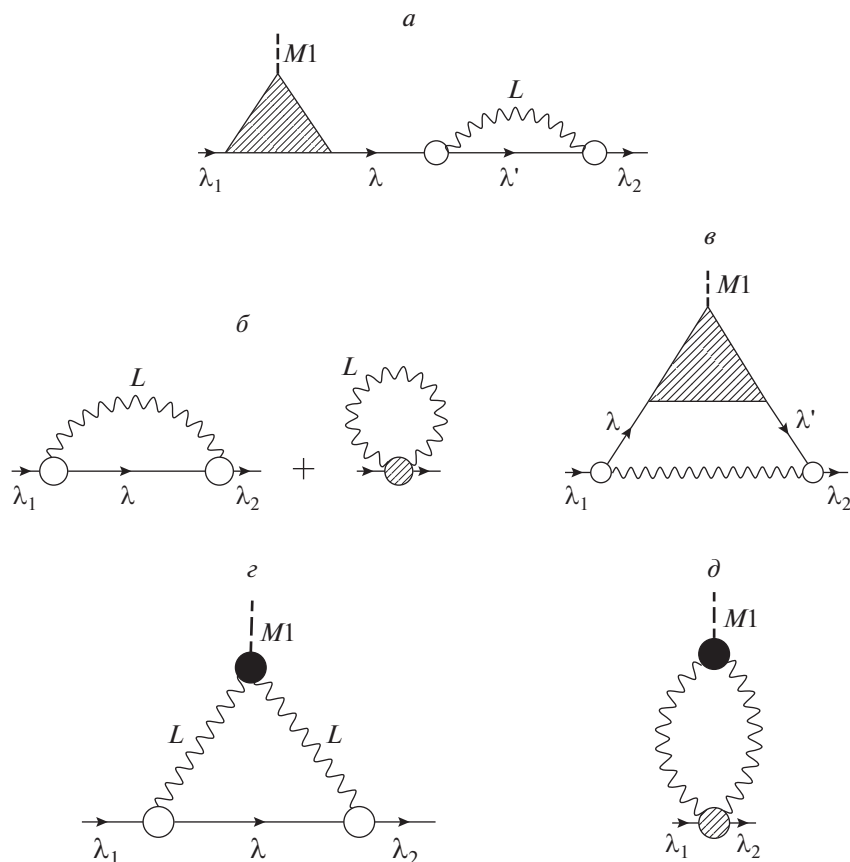 а
M1
L
λ₁ λ λ' λ₂
в
M1
б
L
L
λ λ'
λ₁ λ λ₂ + λ₁ λ₂
г
д
M1
M1
L L
λ₁ λ λ₂
λ₁ λ₂